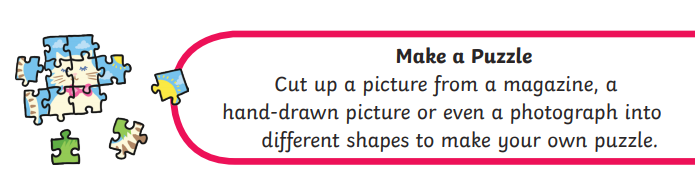 Make a Puzzle
Cut up a picture from a magazine, a
hand-drawn picture or even a photograph into
different shapes to make your own puzzle.